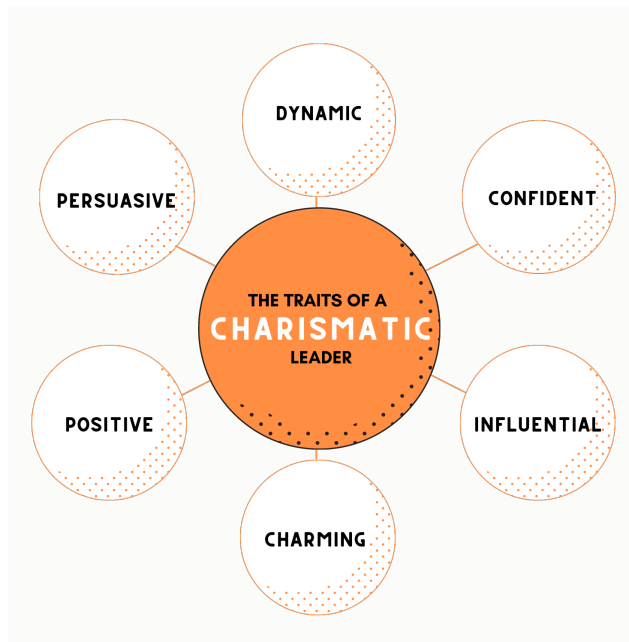 DYNAMIC
PERSUASIVE
CONFIDENT
THE TRAITS OF A
CHARISMATIC
LEADER
POSITIVE
INFLUENTIAL
CHARMING